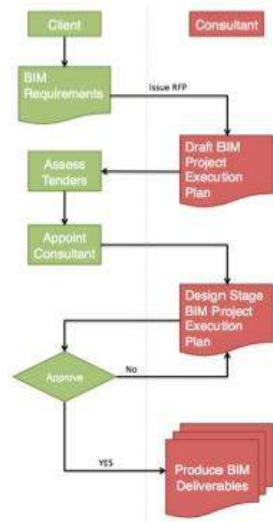 Client
Consultant
BIM
Requirements
Issue RFP
Draft BIM
Project
Execution
Plan
Assess
Tenders
Appoint
Consultant
Design Stage
BIM Project
Execution
Plan
Approve
No
YES
Produce BIM
Deliverables